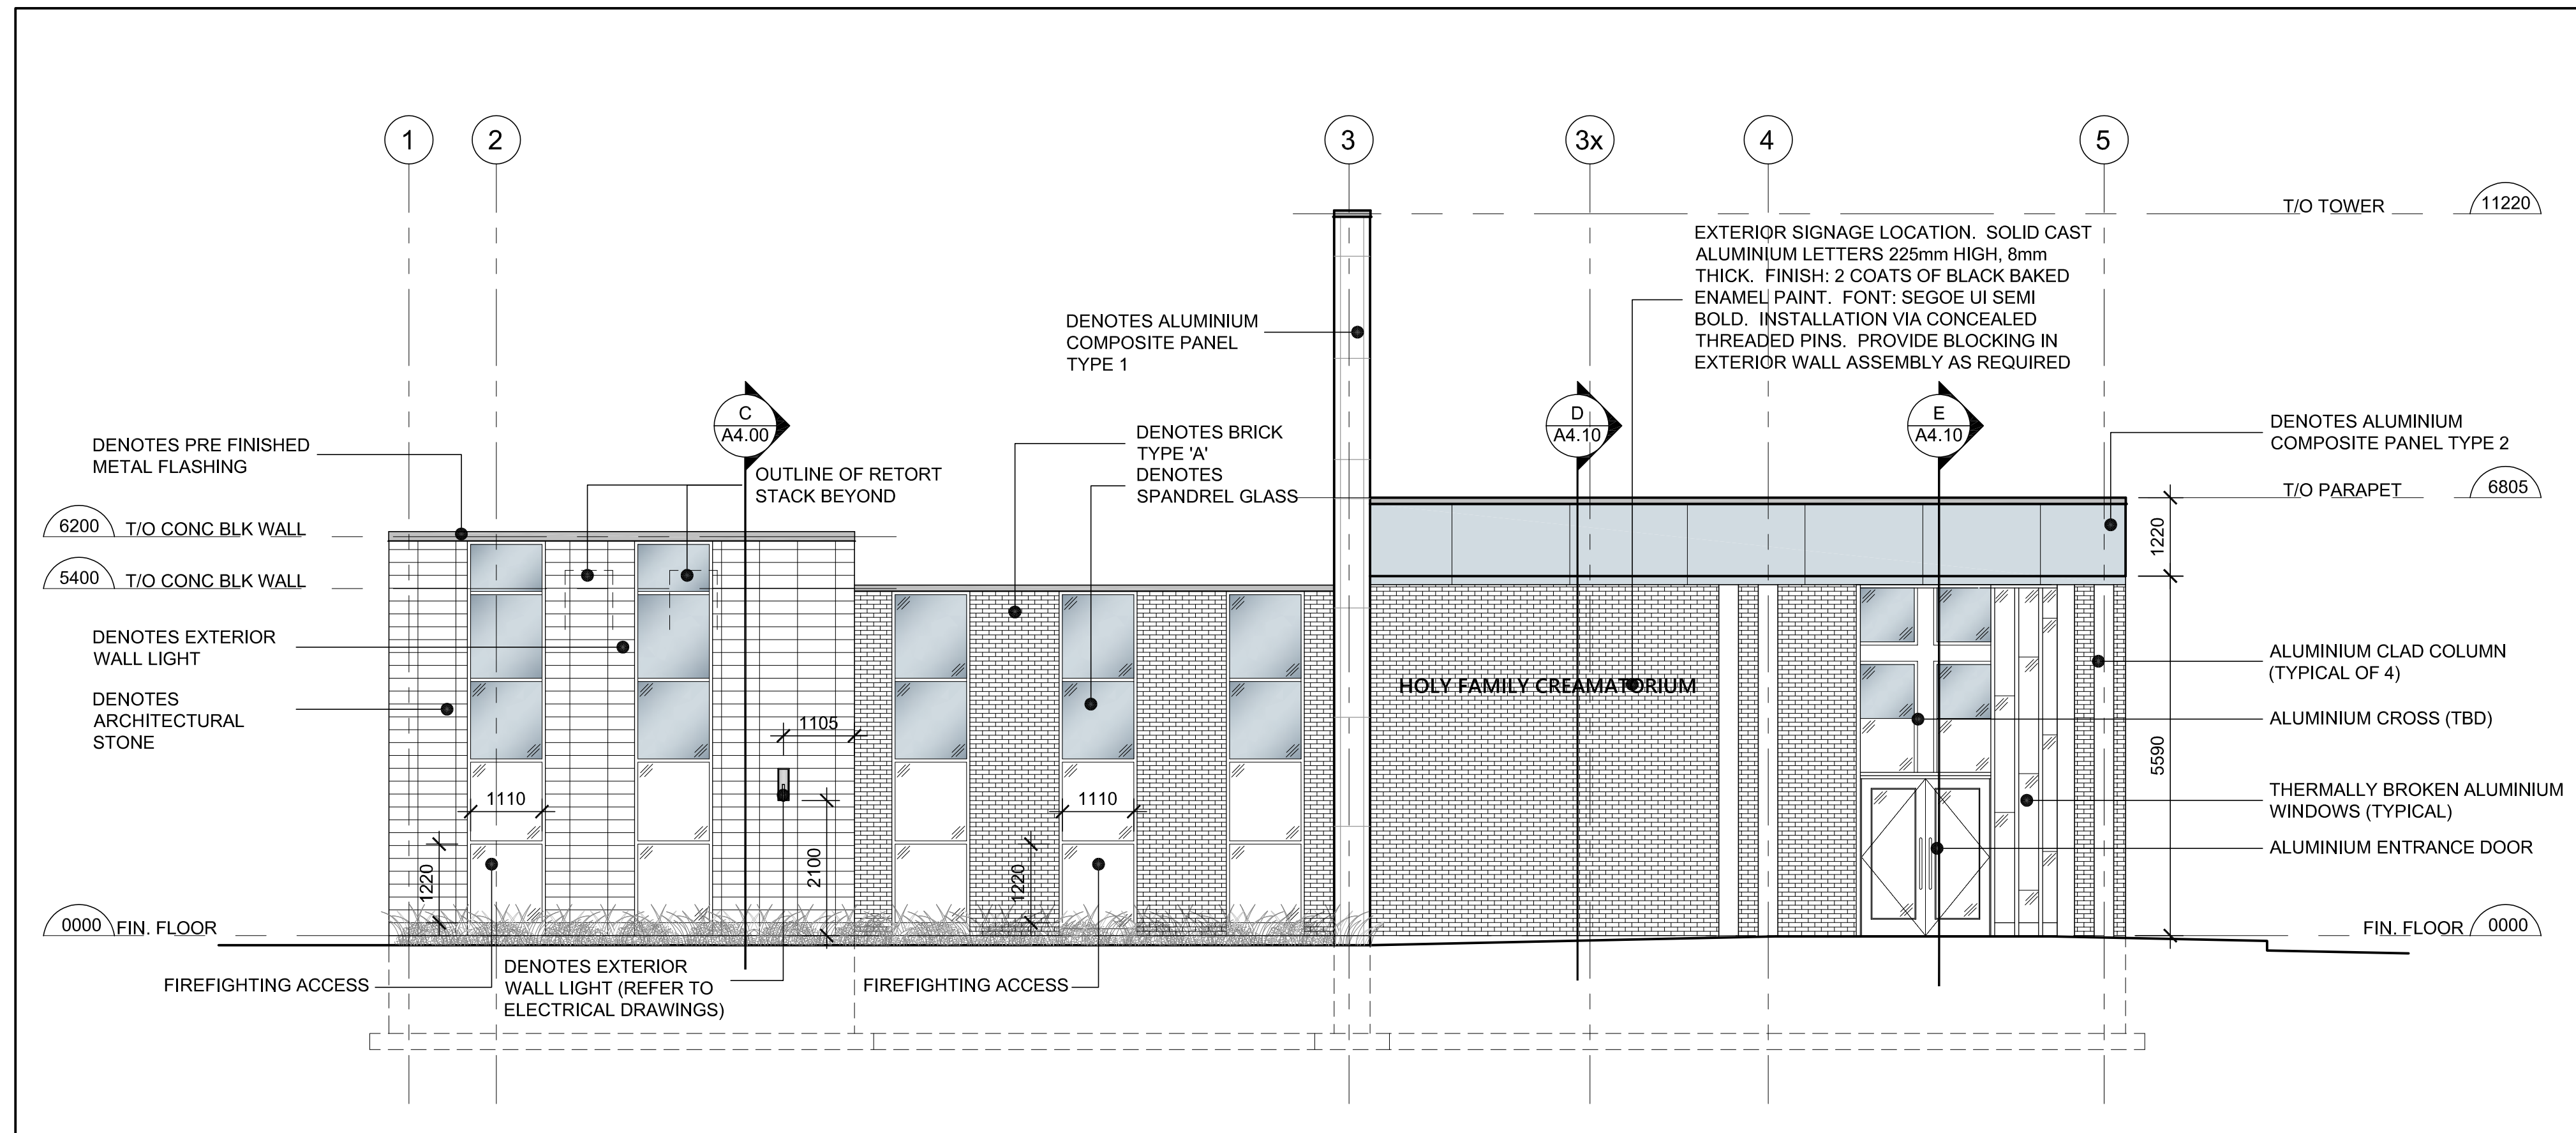 1
2
3
3x
4
5
T/O TOWER
11220
EXTERIOR SIGNAGE LOCATION. SOLID CAST
ALUMINIUM LETTERS 225mm HIGH, 8mm
THICK. FINISH: 2 COATS OF BLACK BAKED
ENAMEL PAINT. FONT: SEGOE UI SEMI
BOLD. INSTALLATION VIA CONCEALED
THREADED PINS. PROVIDE BLOCKING IN
EXTERIOR WALL ASSEMBLY AS REQUIRED
DENOTES ALUMINIUM
COMPOSITE PANEL
TYPE 1
C
A4.00
D
A4.10
E
A4.10
DENOTES PRE FINISHED
METAL FLASHING
OUTLINE OF RETORT
STACK BEYOND
DENOTES BRICK
TYPE 'A'
DENOTES
SPANDREL GLASS
DENOTES ALUMINIUM
COMPOSITE PANEL TYPE 2
T/O PARAPET
6805
6200
T/O CONC BLK WALL
5400
T/O CONC BLK WALL
1220
DENOTES EXTERIOR
WALL LIGHT
DENOTES
ARCHITECTURAL
STONE
HOLY FAMILY CREAMATORIUM
ALUMINIUM CLAD COLUMN
(TYPICAL OF 4)
ALUMINIUM CROSS (TBD)
1105
5590
THERMALLY BROKEN ALUMINIUM
WINDOWS (TYPICAL)
1110
1110
ALUMINIUM ENTRANCE DOOR
1220
2100
1220
0000
FIN. FLOOR
FIN. FLOOR
0000
FIREFIGHTING ACCESS
DENOTES EXTERIOR
WALL LIGHT (REFER TO
ELECTRICAL DRAWINGS)
FIREFIGHTING ACCESS